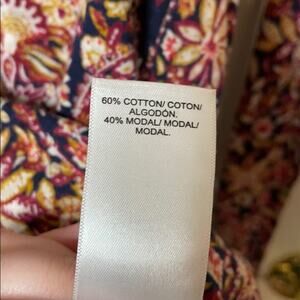 60% COTTON/ COTON/
ALGODÓN.
40% MODAL/ MODAL/
MODAL.